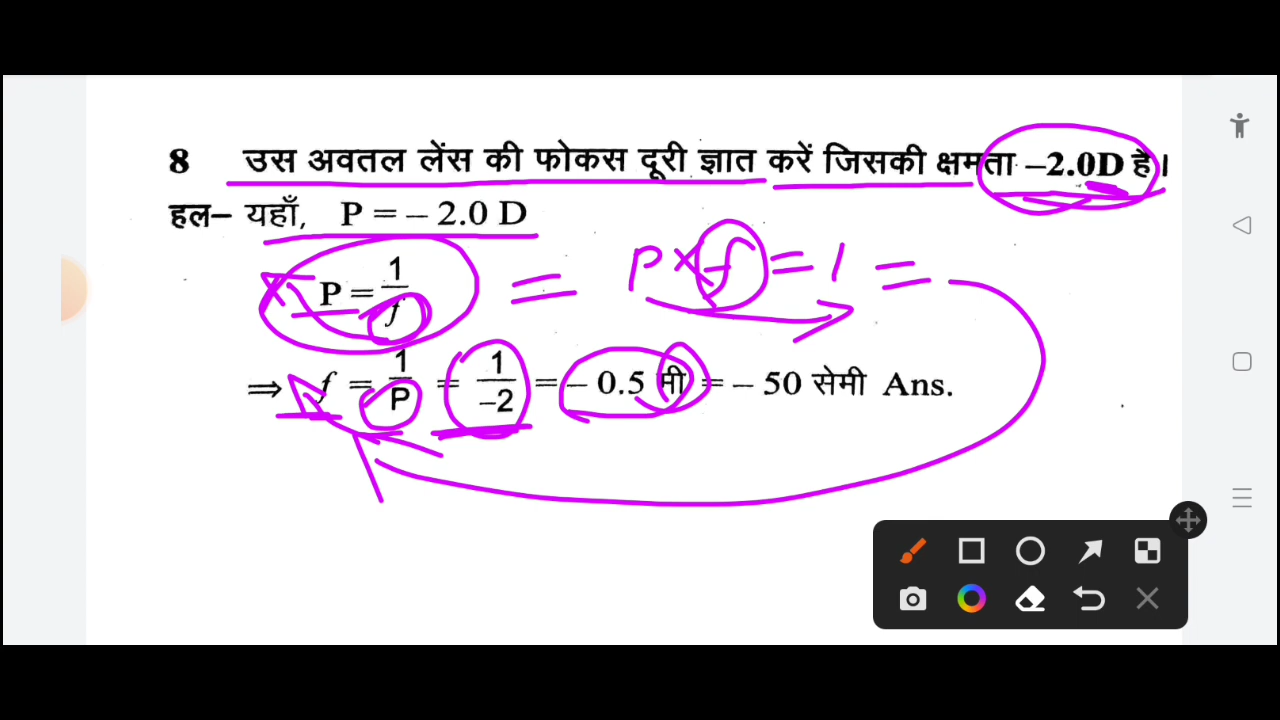 8 उस अवतल लेंस की फोकस दूरी ज्ञात करें जिसकी क्षमता –2.0D है।
हल– यहाँ, P = – 2.0 D
P = 1/f = P × f = 1 =
⇒ f = 1/P = 1/–2 = – 0.5 मी = – 50 सेमी Ans.